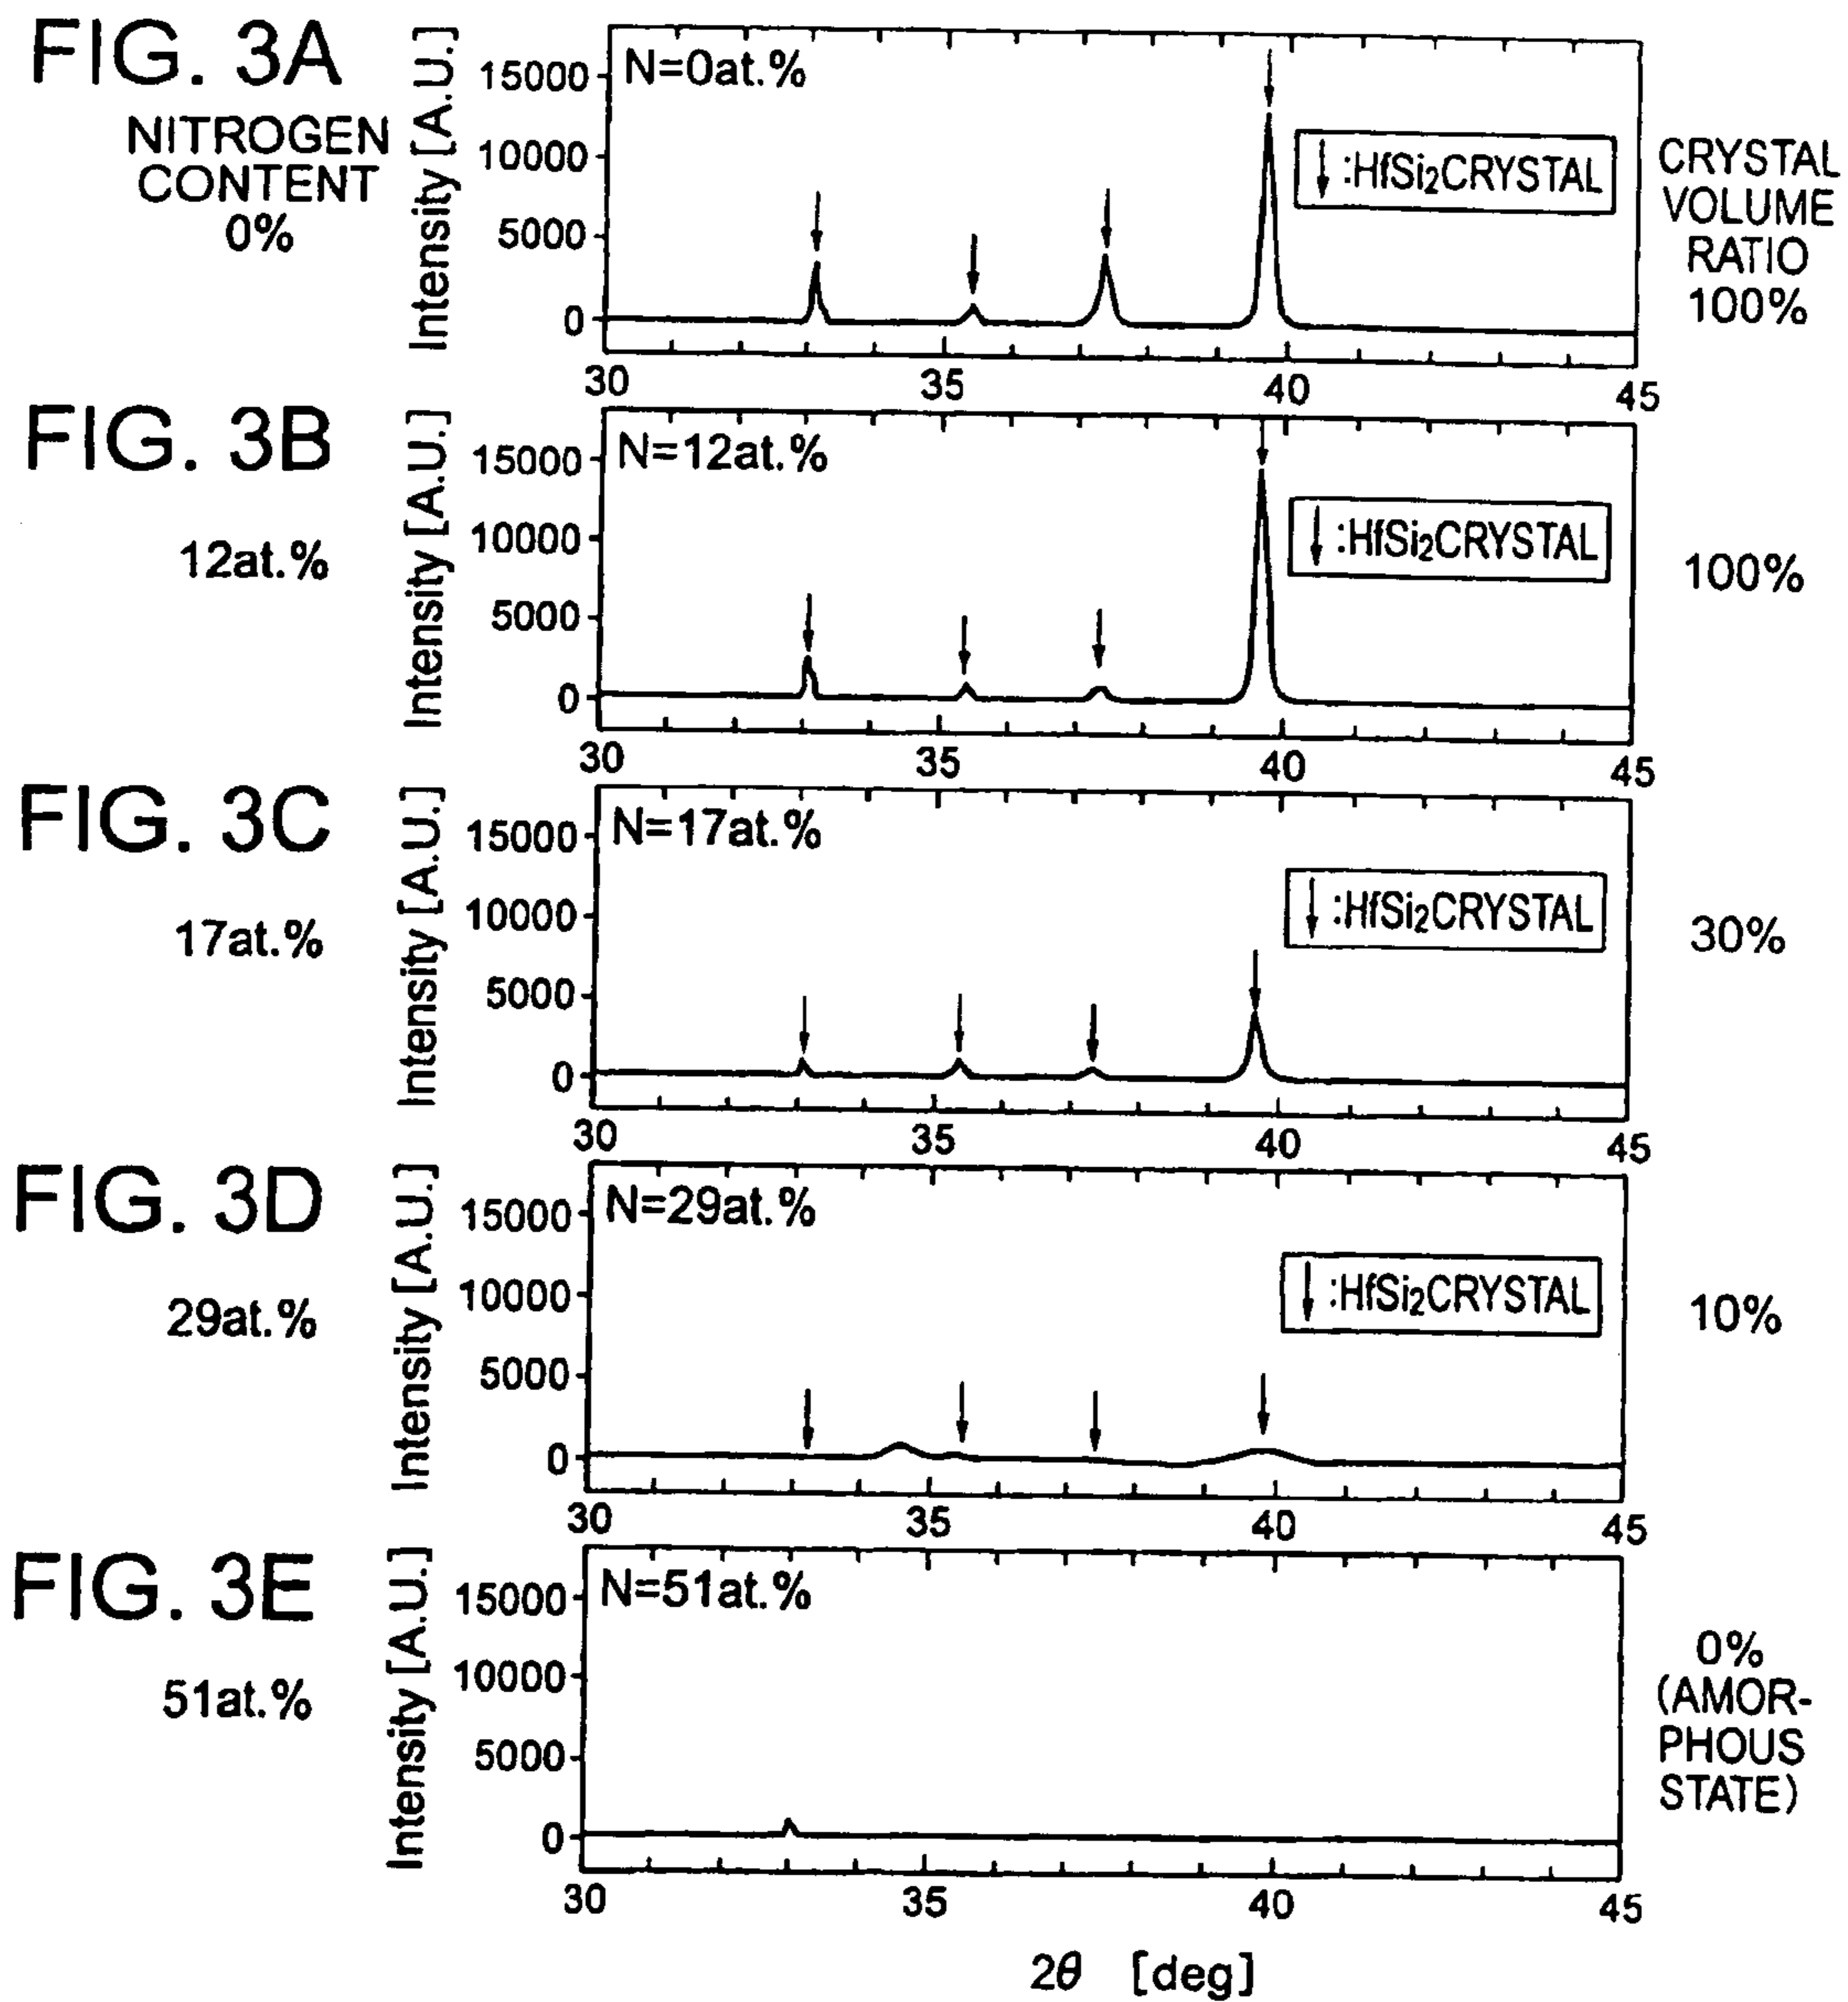 FIG. 3A
NITROGEN
CONTENT
0%
Intensity [A.U.]
15000
10000
5000
0
N=0at.%
↓:HfSi₂CRYSTAL
CRYSTAL
VOLUME
RATIO
100%
30 35 40 45
FIG. 3B
12at.%
Intensity [A.U.]
15000
10000
5000
0
N=12at.%
↓:HfSi₂CRYSTAL
100%
30 35 40 45
FIG. 3C
17at.%
Intensity [A.U.]
15000
10000
5000
0
N=17at.%
↓:HfSi₂CRYSTAL
30%
30 35 40 45
FIG. 3D
29at.%
Intensity [A.U.]
15000
10000
5000
0
N=29at.%
↓:HfSi₂CRYSTAL
10%
30 35 40 45
FIG. 3E
51at.%
Intensity [A.U.]
15000
10000
5000
0
N=51at.%
0%
(AMOR-
PHOUS
STATE)
30 35 40 45
2θ [deg]